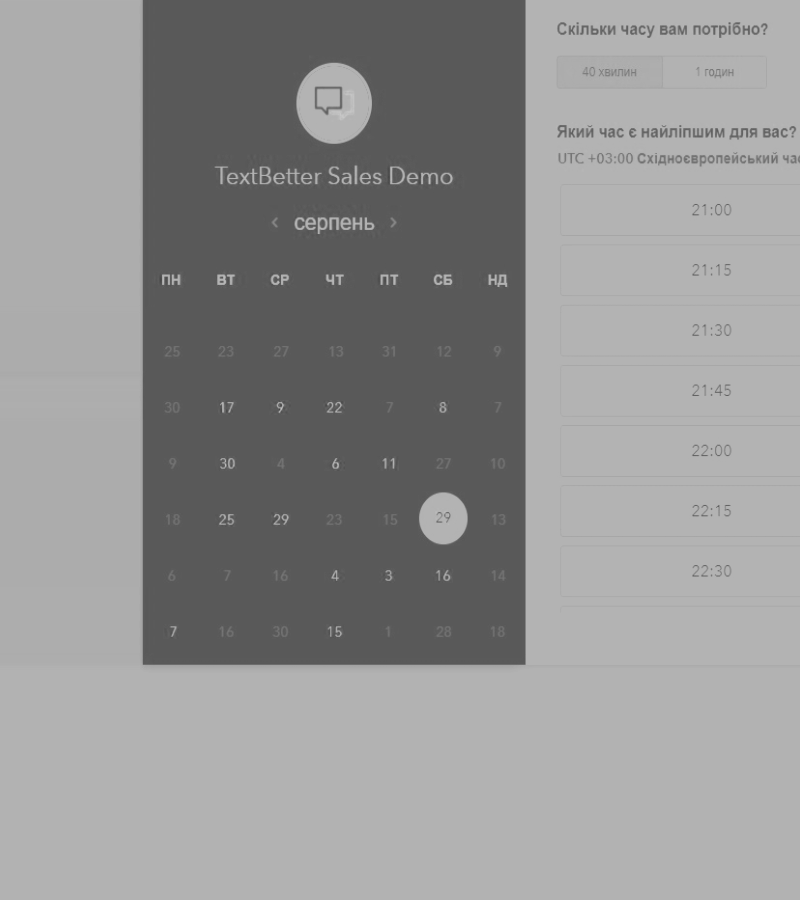 TextBetter Sales Demo
серпень
ПН ВТ СР ЧТ ПТ СБ НД
25 23 27 13 31 12 9
30 17 9 22 7 8 7
9 30 4 6 11 27 10
18 25 29 23 15 29 13
6 7 16 4 3 16 14
7 16 30 15 1 28 18
Скільки часу вам потрібно?
40 хвилин
1 годин
Який час є найліпшим для вас?
UTC +03:00 Східноєвропейський
21:00
21:15
21:30
21:45
22:00
22:15
22:30